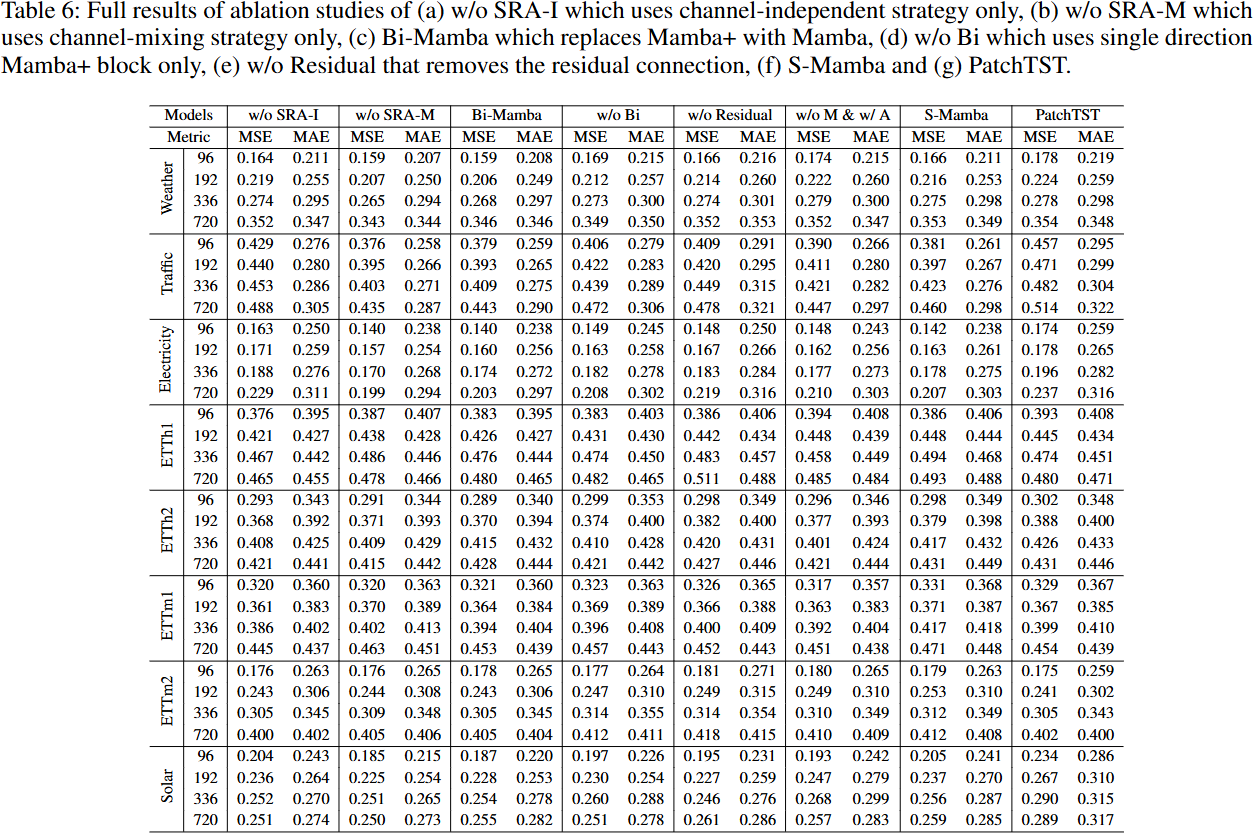 Table 6: Full results of ablation studies of (a) w/o SRA-I which uses channel-independent strategy only, (b) w/o SRA-M which
uses channel-mixing strategy only, (c) Bi-Mamba which replaces Mamba+ with Mamba, (d) w/o Bi which uses single direction
Mamba+ block only, (e) w/o Residual that removes the residual connection, (f) S-Mamba and (g) PatchTST.
Models w/o SRA-I w/o SRA-M Bi-Mamba w/o Bi w/o Residual w/o M & w/ A S-Mamba PatchTST
Metric MSE MAE MSE MAE MSE MAE MSE MAE MSE MAE MSE MAE MSE MAE MSE MAE
Weather
96 0.164 0.211 0.159 0.207 0.159 0.208 0.169 0.215 0.166 0.216 0.174 0.215 0.166 0.211 0.178 0.219
192 0.219 0.255 0.207 0.250 0.206 0.249 0.212 0.257 0.214 0.260 0.222 0.260 0.216 0.253 0.224 0.259
336 0.274 0.295 0.265 0.294 0.268 0.297 0.273 0.300 0.274 0.301 0.279 0.300 0.275 0.298 0.278 0.298
720 0.352 0.347 0.343 0.344 0.346 0.346 0.349 0.350 0.352 0.353 0.352 0.347 0.353 0.349 0.354 0.348
Traffic
96 0.429 0.276 0.376 0.258 0.379 0.259 0.406 0.279 0.409 0.291 0.390 0.266 0.381 0.261 0.457 0.295
192 0.440 0.280 0.395 0.266 0.393 0.265 0.422 0.283 0.420 0.295 0.411 0.280 0.397 0.267 0.471 0.299
336 0.453 0.286 0.403 0.271 0.409 0.275 0.439 0.289 0.449 0.315 0.421 0.282 0.423 0.276 0.482 0.304
720 0.488 0.305 0.435 0.287 0.443 0.290 0.472 0.306 0.478 0.321 0.447 0.297 0.460 0.298 0.514 0.322
Electricity
96 0.163 0.250 0.140 0.238 0.140 0.238 0.149 0.245 0.148 0.250 0.148 0.243 0.142 0.238 0.174 0.259
192 0.171 0.259 0.157 0.254 0.160 0.256 0.163 0.258 0.167 0.266 0.162 0.256 0.163 0.261 0.178 0.265
336 0.188 0.276 0.170 0.268 0.174 0.272 0.182 0.278 0.183 0.284 0.177 0.273 0.178 0.275 0.196 0.282
720 0.229 0.311 0.199 0.294 0.203 0.297 0.208 0.302 0.219 0.316 0.210 0.303 0.207 0.303 0.237 0.316
ETTh1
96 0.376 0.395 0.387 0.407 0.383 0.395 0.383 0.403 0.386 0.406 0.394 0.408 0.386 0.406 0.393 0.408
192 0.421 0.427 0.438 0.428 0.426 0.427 0.431 0.430 0.442 0.434 0.448 0.439 0.448 0.444 0.445 0.434
336 0.467 0.442 0.486 0.446 0.476 0.444 0.474 0.450 0.483 0.457 0.458 0.449 0.494 0.468 0.474 0.451
720 0.465 0.455 0.478 0.466 0.480 0.465 0.482 0.465 0.511 0.488 0.485 0.484 0.493 0.488 0.480 0.471
ETTh2
96 0.293 0.343 0.291 0.344 0.289 0.340 0.299 0.353 0.298 0.349 0.296 0.346 0.298 0.349 0.302 0.348
192 0.368 0.392 0.371 0.393 0.370 0.394 0.374 0.400 0.382 0.400 0.377 0.393 0.379 0.398 0.388 0.400
336 0.408 0.425 0.409 0.429 0.415 0.432 0.410 0.428 0.420 0.431 0.401 0.424 0.417 0.432 0.426 0.433
720 0.421 0.441 0.415 0.442 0.428 0.444 0.421 0.442 0.427 0.446 0.421 0.444 0.431 0.449 0.431 0.446
ETTm1
96 0.320 0.360 0.320 0.363 0.321 0.360 0.323 0.363 0.326 0.365 0.317 0.357 0.331 0.368 0.329 0.367
192 0.361 0.383 0.370 0.389 0.364 0.384 0.369 0.389 0.366 0.388 0.363 0.383 0.371 0.387 0.367 0.385
336 0.386 0.402 0.402 0.413 0.394 0.404 0.396 0.408 0.400 0.409 0.392 0.404 0.417 0.418 0.399 0.410
720 0.445 0.437 0.463 0.451 0.453 0.439 0.457 0.443 0.452 0.443 0.451 0.438 0.471 0.448 0.454 0.439
ETTm2
96 0.176 0.263 0.176 0.265 0.178 0.265 0.177 0.264 0.181 0.271 0.180 0.265 0.179 0.263 0.175 0.259
192 0.243 0.306 0.244 0.308 0.243 0.306 0.247 0.310 0.249 0.315 0.249 0.310 0.253 0.310 0.241 0.302
336 0.305 0.345 0.309 0.348 0.305 0.345 0.314 0.355 0.314 0.354 0.310 0.349 0.312 0.349 0.305 0.343
720 0.400 0.402 0.405 0.406 0.405 0.404 0.412 0.411 0.418 0.415 0.410 0.409 0.412 0.408 0.402 0.400
Solar
96 0.204 0.243 0.185 0.215 0.187 0.220 0.197 0.226 0.195 0.231 0.193 0.242 0.205 0.241 0.234 0.286
192 0.236 0.264 0.225 0.254 0.228 0.253 0.230 0.254 0.227 0.259 0.247 0.279 0.237 0.270 0.267 0.310
336 0.252 0.270 0.251 0.265 0.254 0.278 0.260 0.288 0.246 0.276 0.268 0.299 0.256 0.287 0.290 0.315
720 0.251 0.274 0.250 0.273 0.255 0.282 0.251 0.278 0.261 0.286 0.257 0.283 0.259 0.285 0.289 0.317